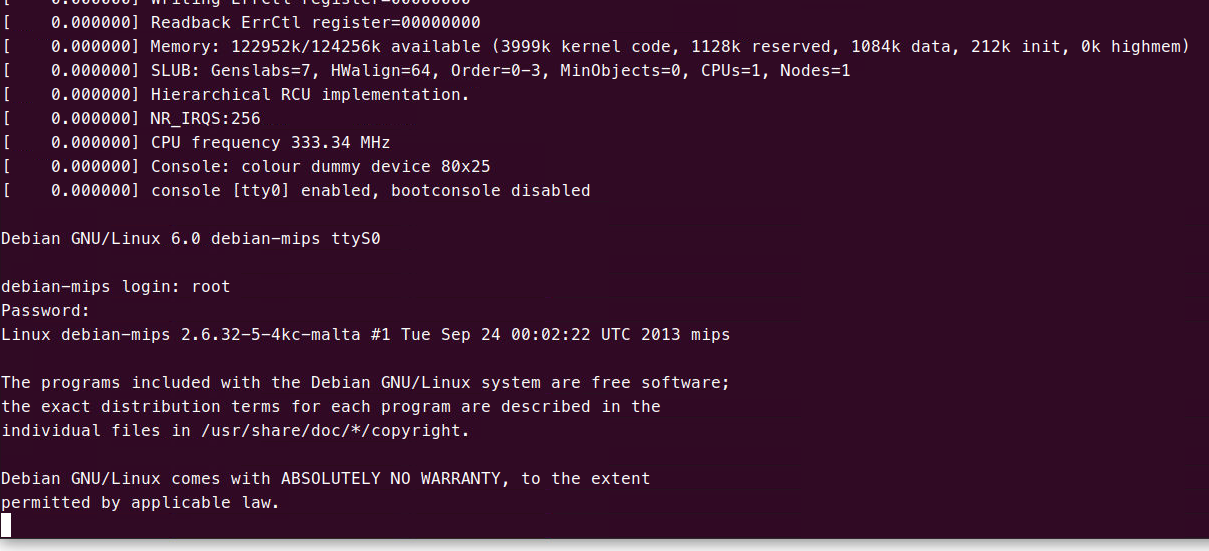 [    0.000000] Writing ErrCtl register=00000000
[    0.000000] Readback ErrCtl register=00000000
[    0.000000] Memory: 122952k/124256k available (3999k kernel code, 1128k reserved, 1084k data, 212k init, 0k highmem)
[    0.000000] SLUB: Genslabs=7, HWalign=64, Order=0-3, MinObjects=0, CPUs=1, Nodes=1
[    0.000000] Hierarchical RCU implementation.
[    0.000000] NR_IRQS:256
[    0.000000] CPU frequency 333.34 MHz
[    0.000000] Console: colour dummy device 80x25
[    0.000000] console [tty0] enabled, bootconsole disabled
Debian GNU/Linux 6.0 debian-mips ttyS0
debian-mips login: root
Password:
Linux debian-mips 2.6.32-5-4kc-malta #1 Tue Sep 24 00:02:22 UTC 2013 mips
The programs included with the Debian GNU/Linux system are free software;
the exact distribution terms for each program are described in the
individual files in /usr/share/doc/*/copyright.
Debian GNU/Linux comes with ABSOLUTELY NO WARRANTY, to the extent
permitted by applicable law.